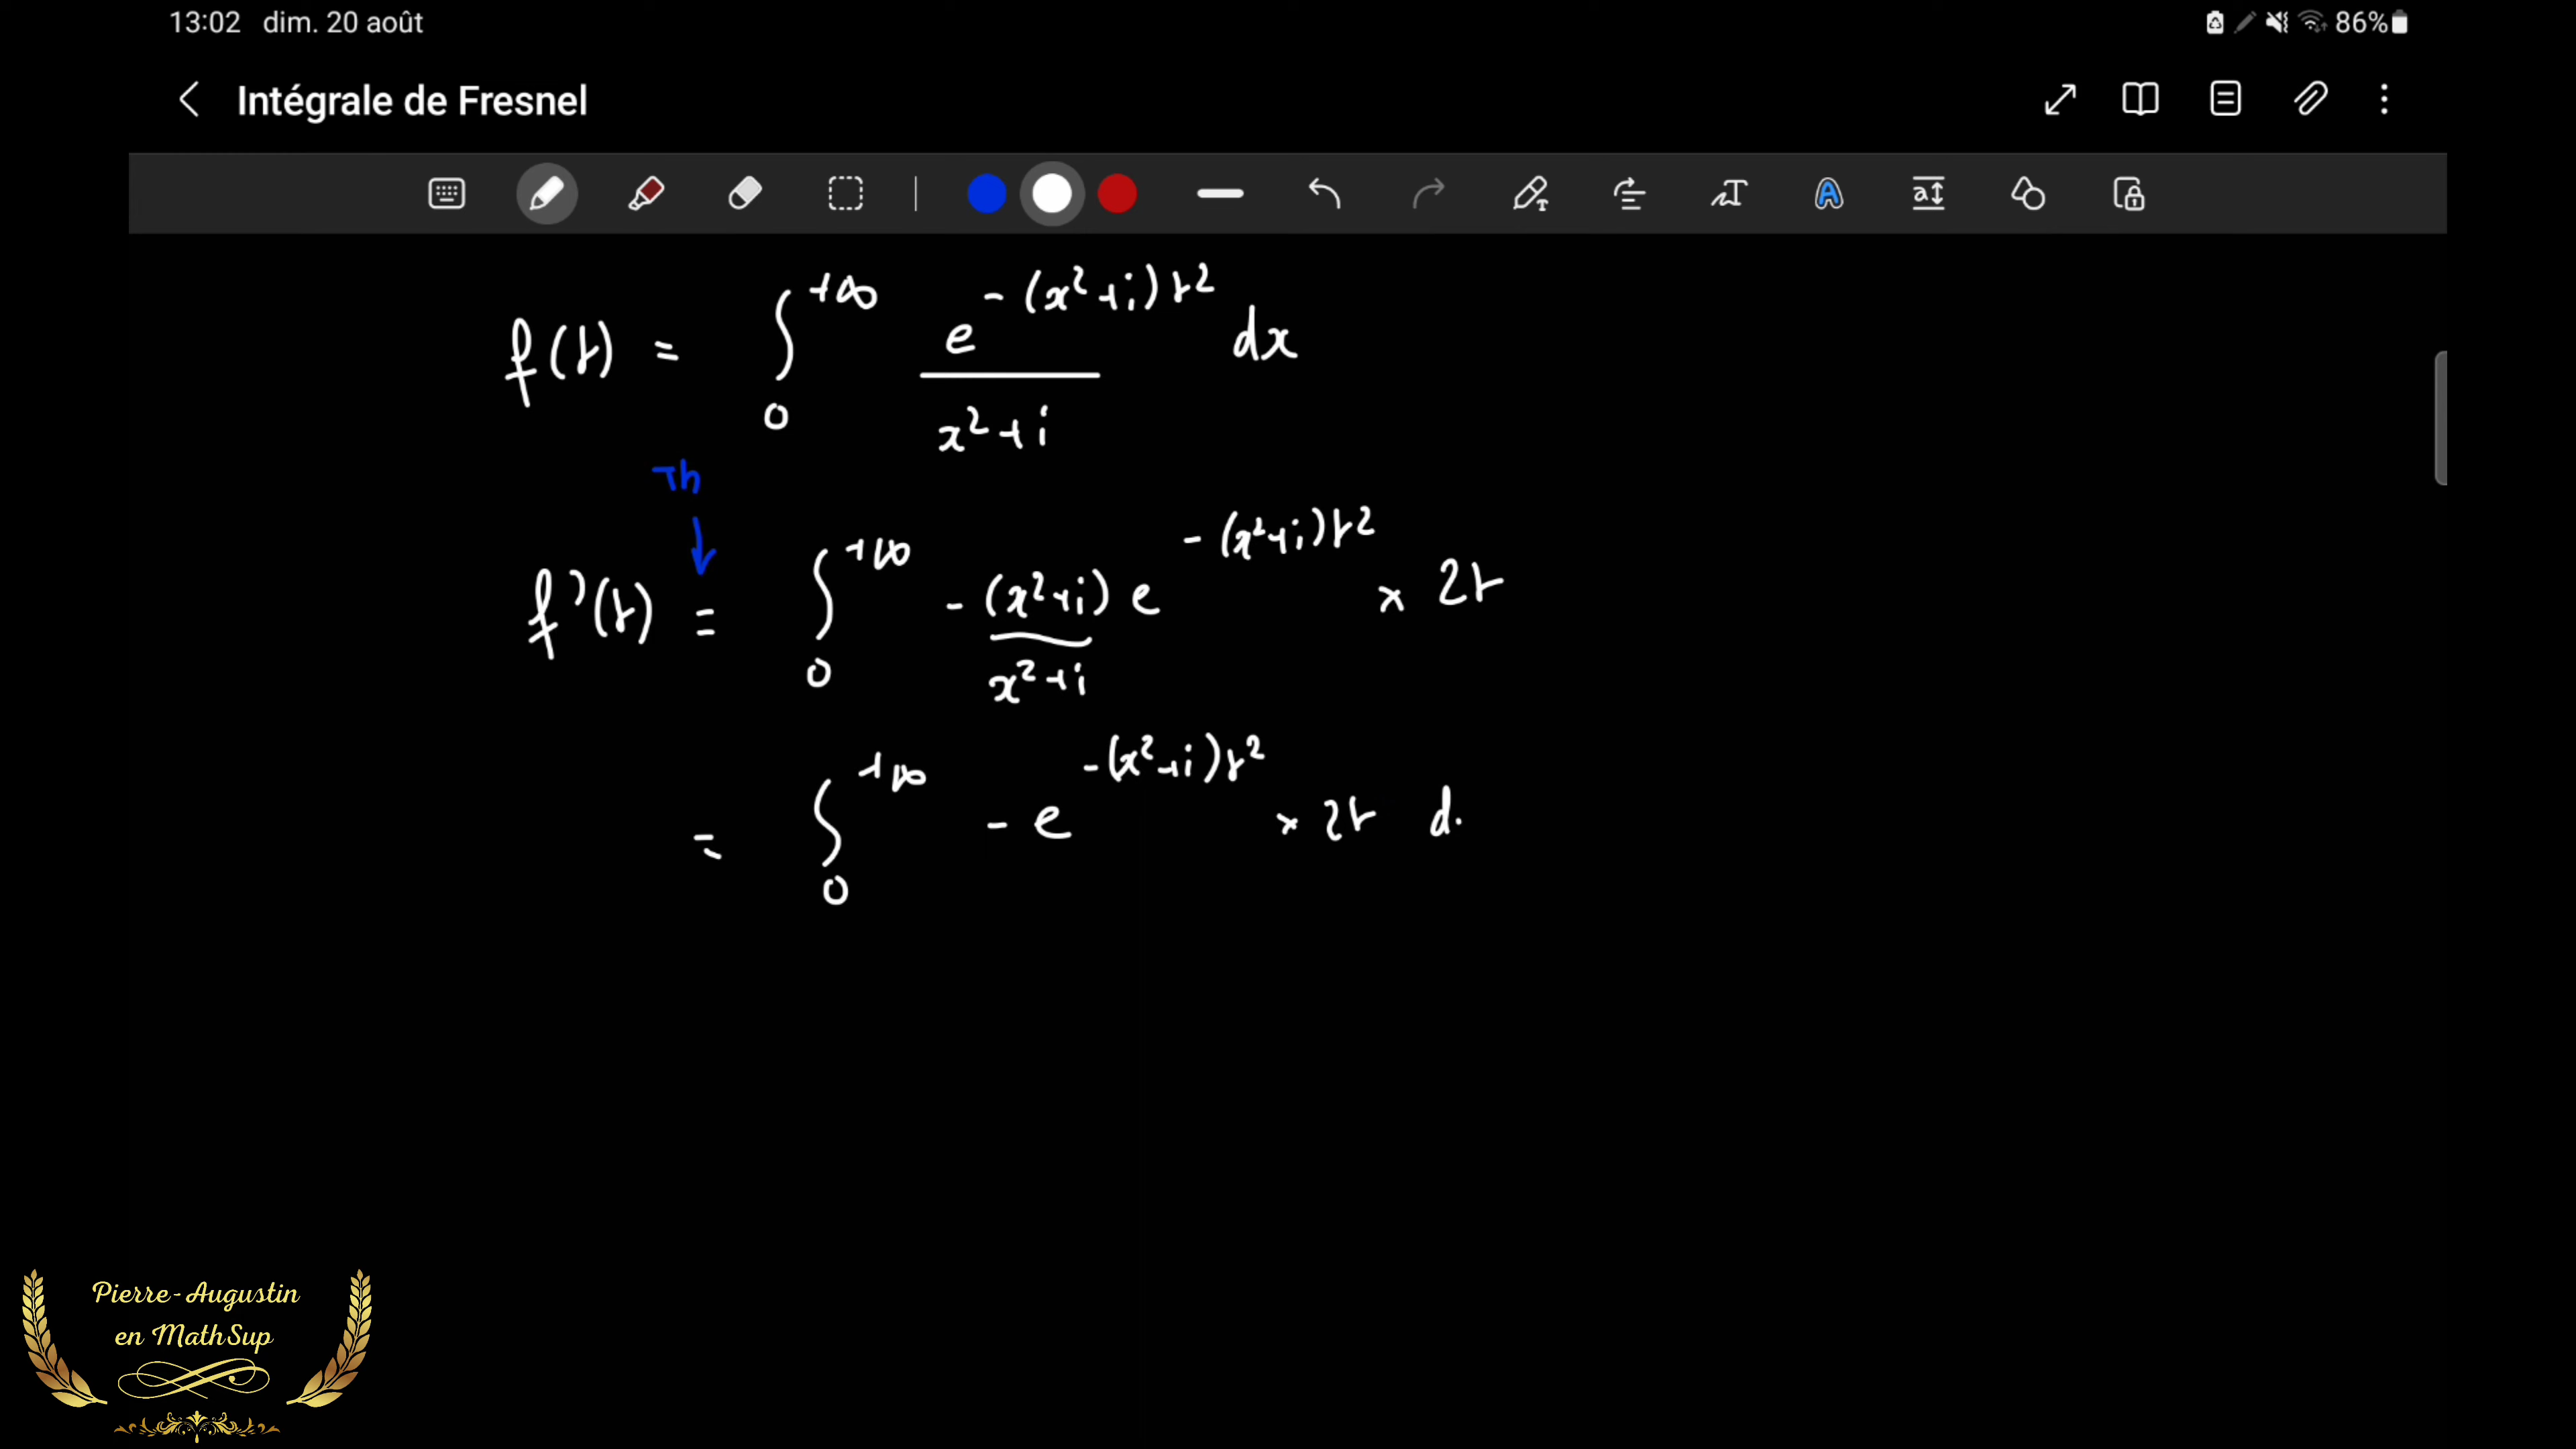 13:02 dim. 20 août 86%
Intégrale de Fresnel
f(t) = ∫₀^{+∞} e^{-(x²+i)t²} / (x²+i) dx
Th
f'(t) = ∫₀^{+∞} -(x²+i) e^{-(x²+i)t²} / (x²+i) × 2t
= ∫₀^{+∞} - e^{-(x²+i)t²} × 2t d
Pierre-Augustin
en MathSup